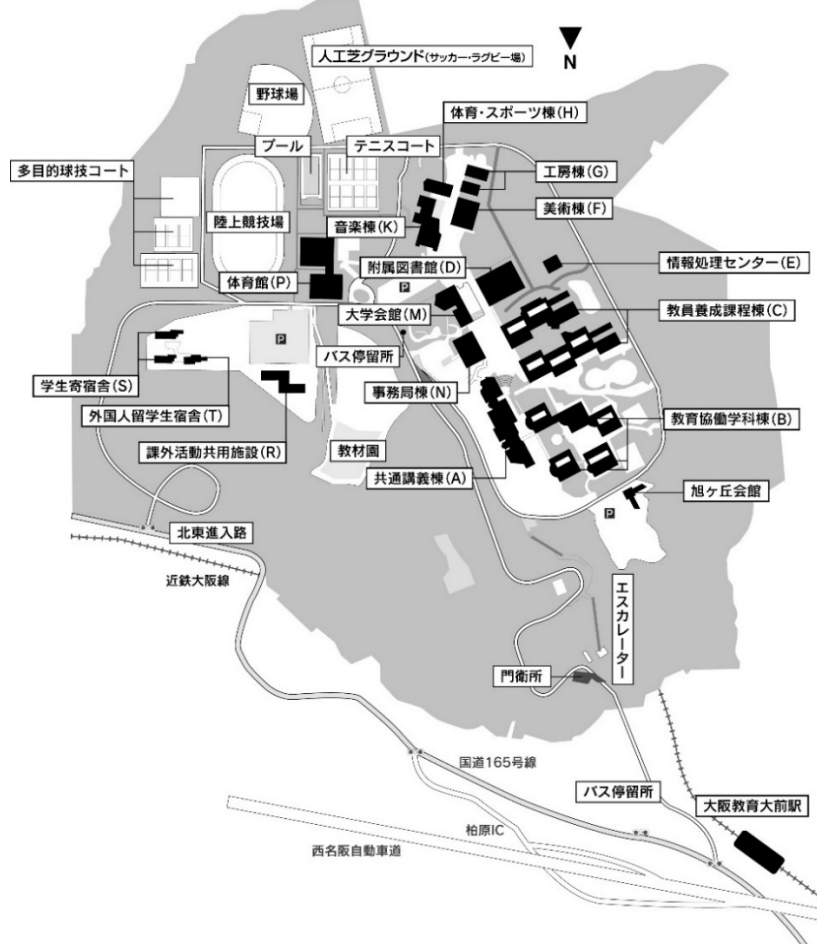 人工芝グラウンド(サッカー・ラグビー場)
N
野球場
体育・スポーツ棟(H)
プール
テニスコート
多目的球技コート
工房棟(G)
美術棟(F)
陸上競技場
音楽棟(K)
附属図書館(D)
情報処理センター(E)
体育館(P)
P
大学会館(M)
教員養成課程棟(C)
P
バス停留所
学生寄宿舎(S)
事務局棟(N)
外国人留学生宿舎(T)
教育協働学科棟(B)
課外活動共用施設(R)
教材園
共通講義棟(A)
旭ヶ丘会館
P
北東進入路
近鉄大阪線
エスカレーター
門衛所
国道165号線
バス停留所
大阪教育大前駅
柏原IC
西名阪自動車道